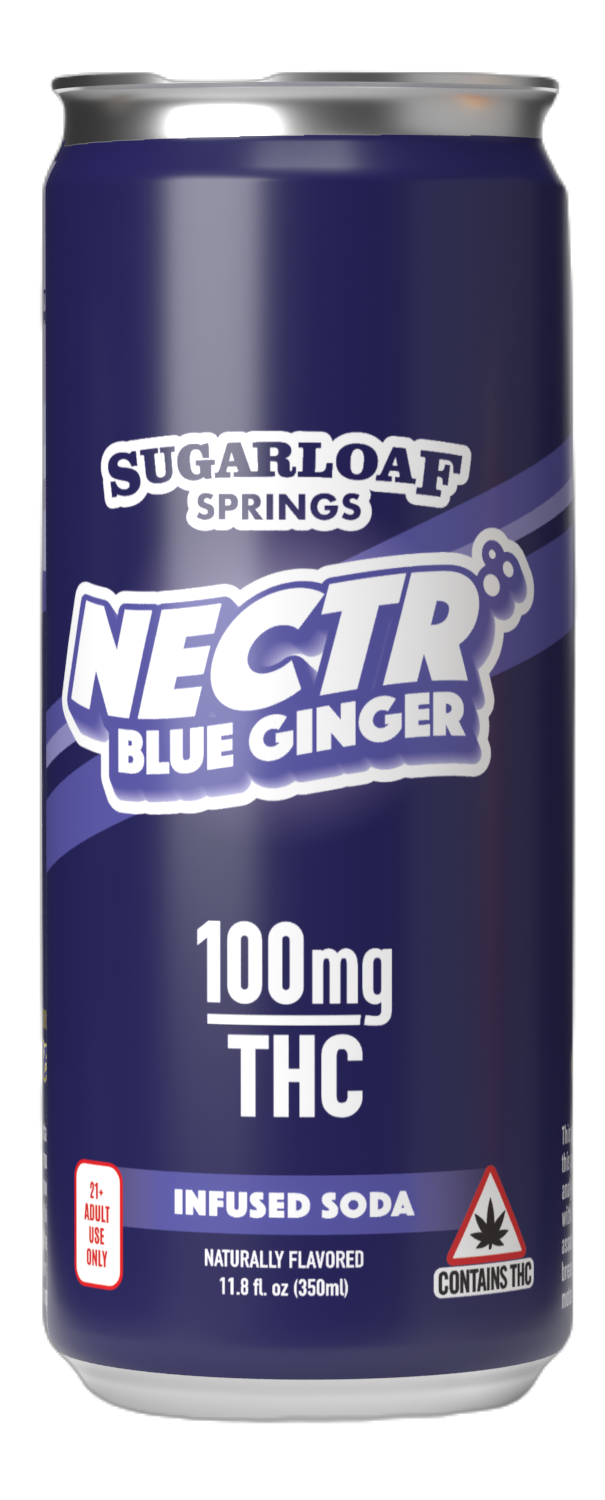 SUGARLOAF
SPRINGS
NECTR
BLUE GINGER
100mg
THC
21+
ADULT
USE
ONLY
INFUSED SODA
NATURALLY FLAVORED
11.8 fl. oz (350ml)
CONTAINS THC